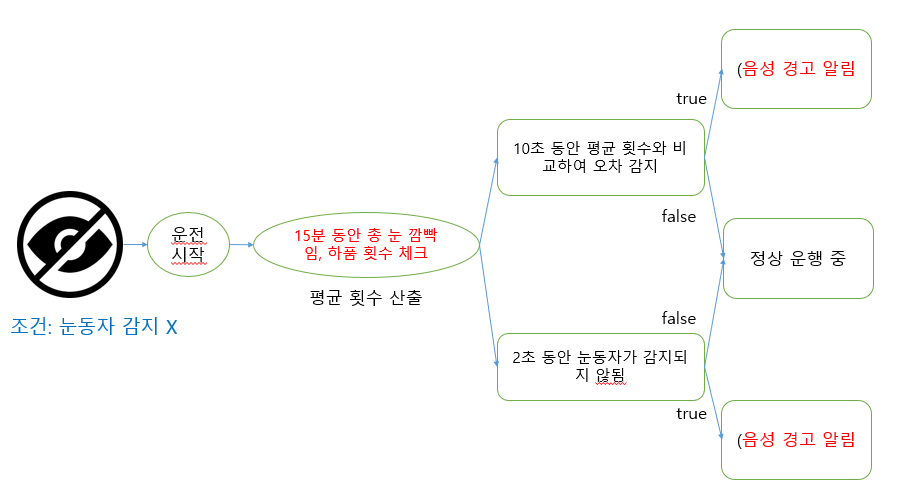 조건: 눈동자 감지 X
운전
시작
15분 동안 총 눈 깜빡
임, 하품 횟수 체크
평균 횟수 산출
10초 동안 평균 횟수와 비
교하여 오차 감지
true
(음성 경고 알림
false
정상 운행 중
false
2초 동안 눈동자가 감지되
지 않됨
true
(음성 경고 알림